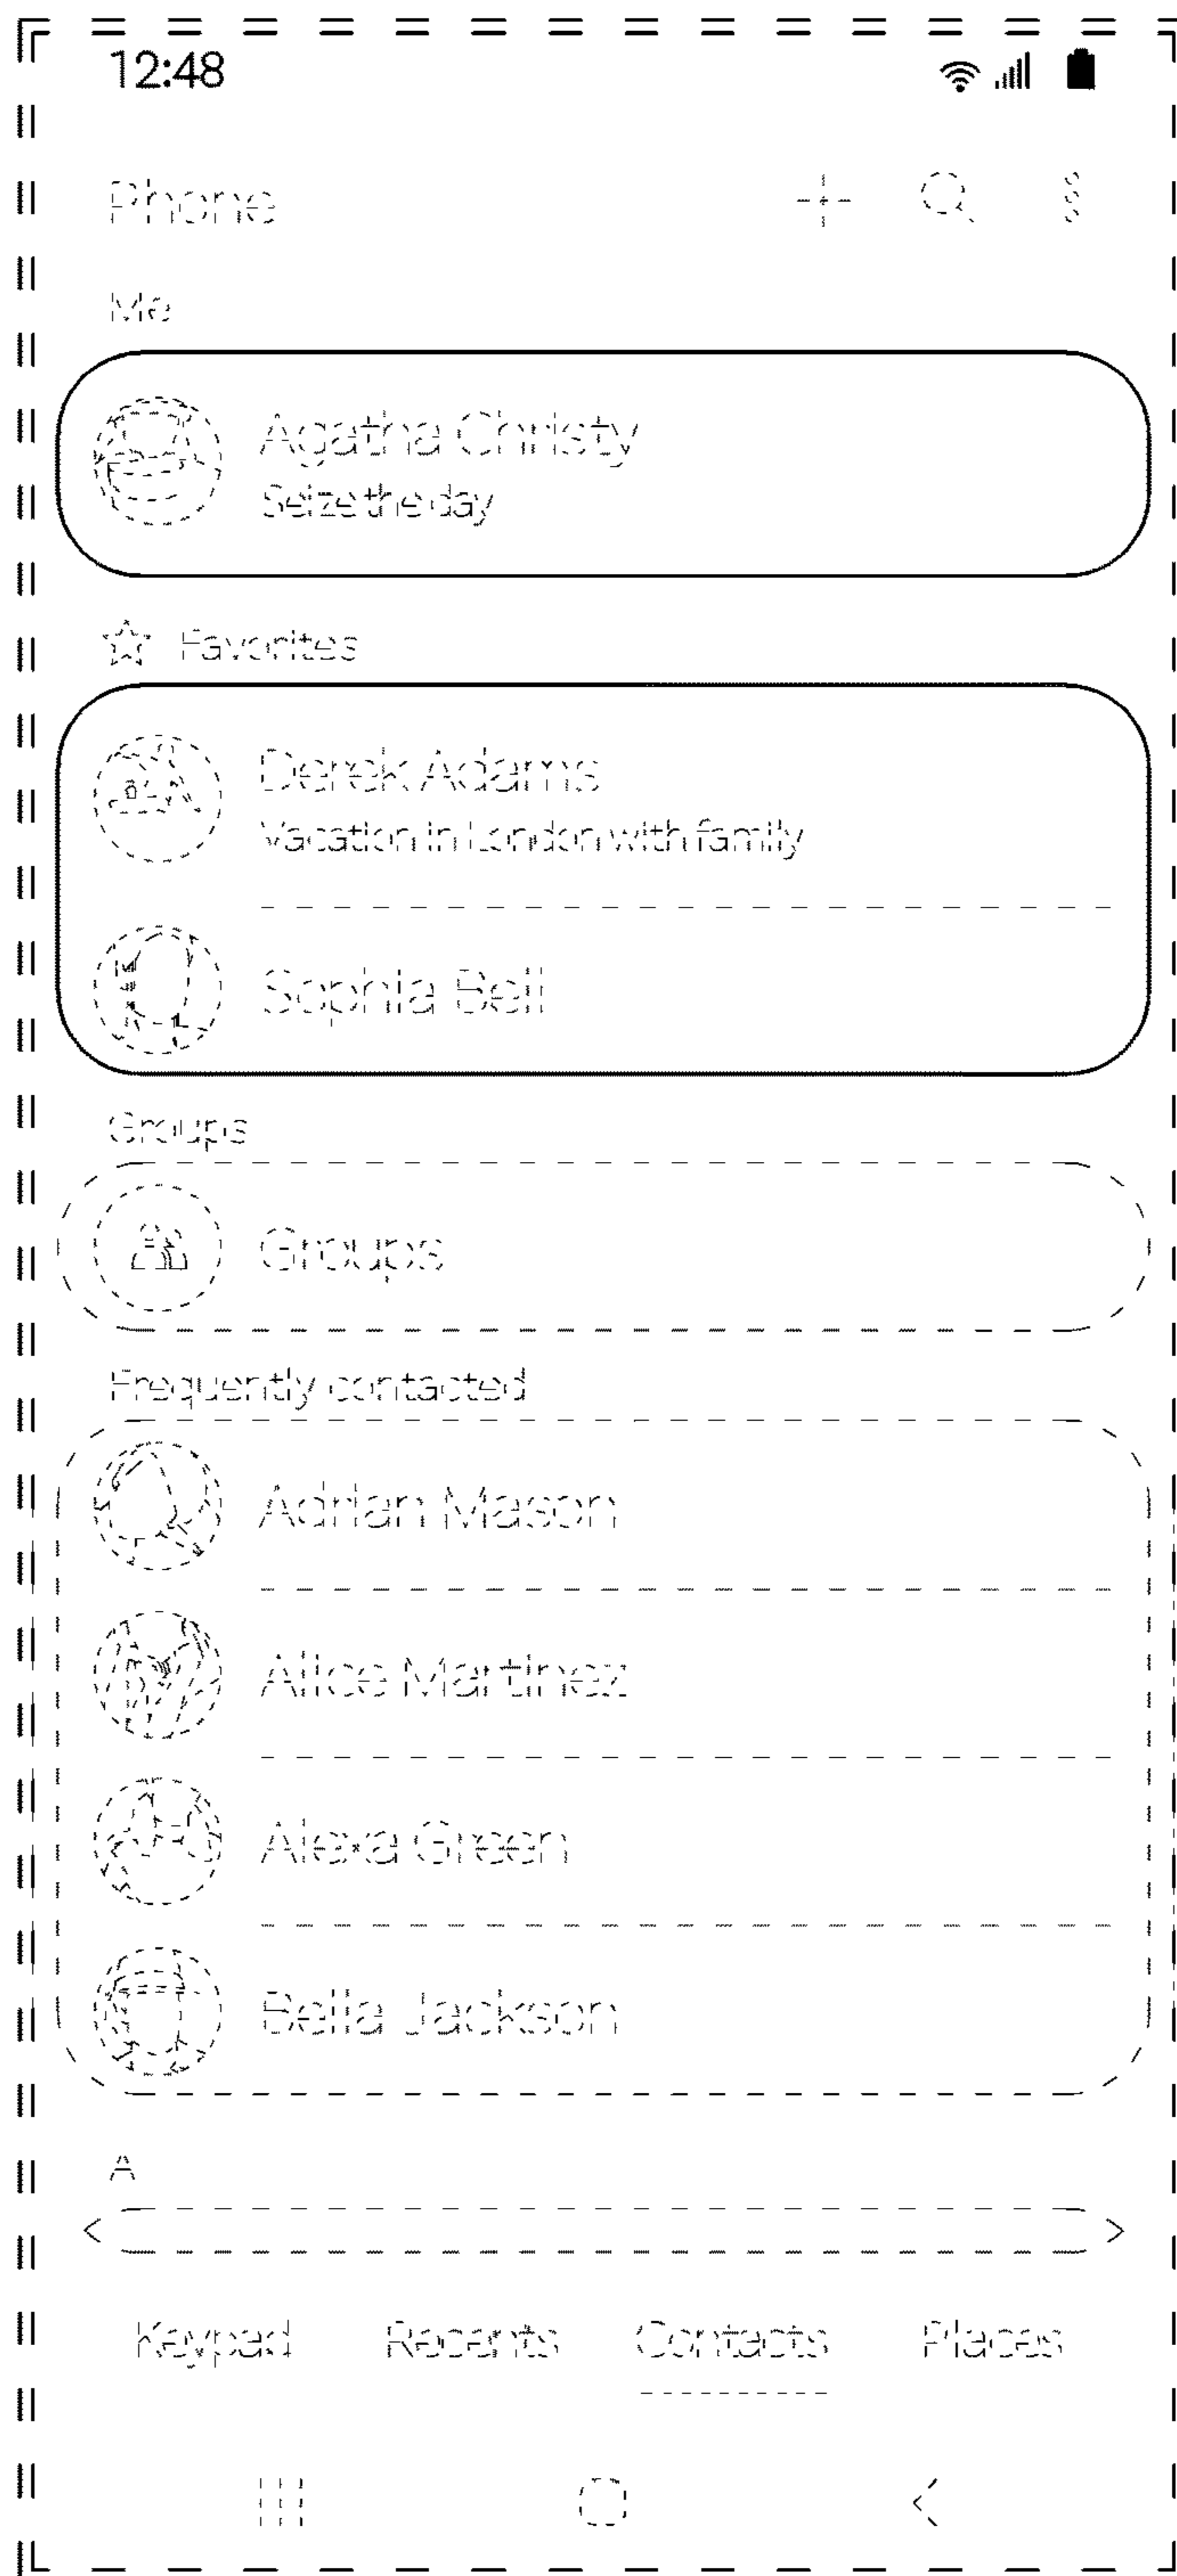 12:48
Phone
Me
Agatha Christy
Seize the day
Favorites
Derek Adams
Vacation in London with family
Sophia Bell
Groups
Groups
Frequently contacted
Adrian Mason
Alice Martinez
Alexa Green
Bella Jackson
A
Keypad Recents Contacts Places